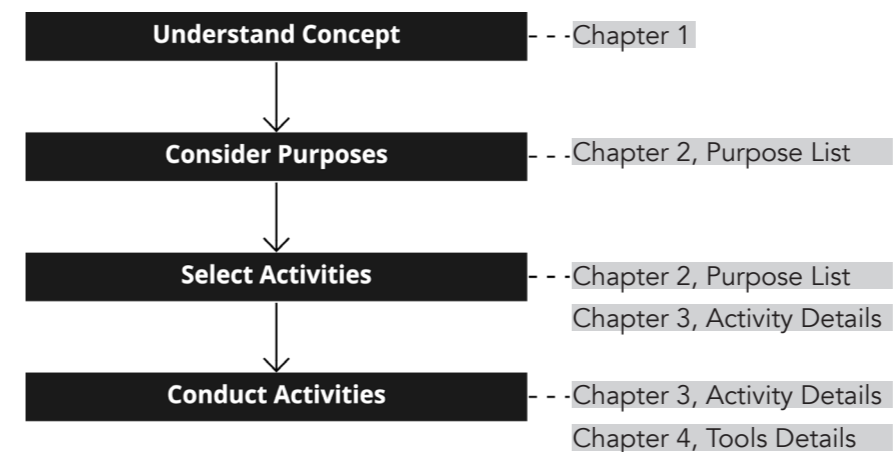 Understand Concept
Chapter 1
Consider Purposes
Chapter 2, Purpose List
Select Activities
Chapter 2, Purpose List
Chapter 3, Activity Details
Conduct Activities
Chapter 3, Activity Details
Chapter 4, Tools Details